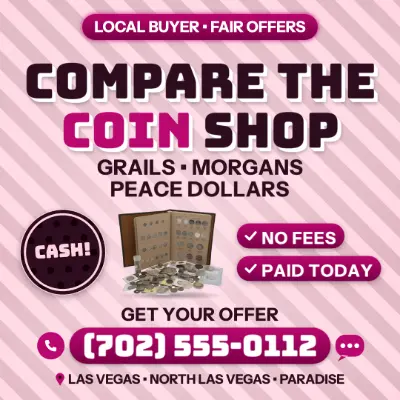 LOCAL BUYER • FAIR OFFERS
COMPARE THE
COIN SHOP
GRAILS • MORGANS
PEACE DOLLARS
CASH!
✓ NO FEES
✓ PAID TODAY
GET YOUR OFFER
(702) 555-0112
LAS VEGAS • NORTH LAS VEGAS • PARADISE